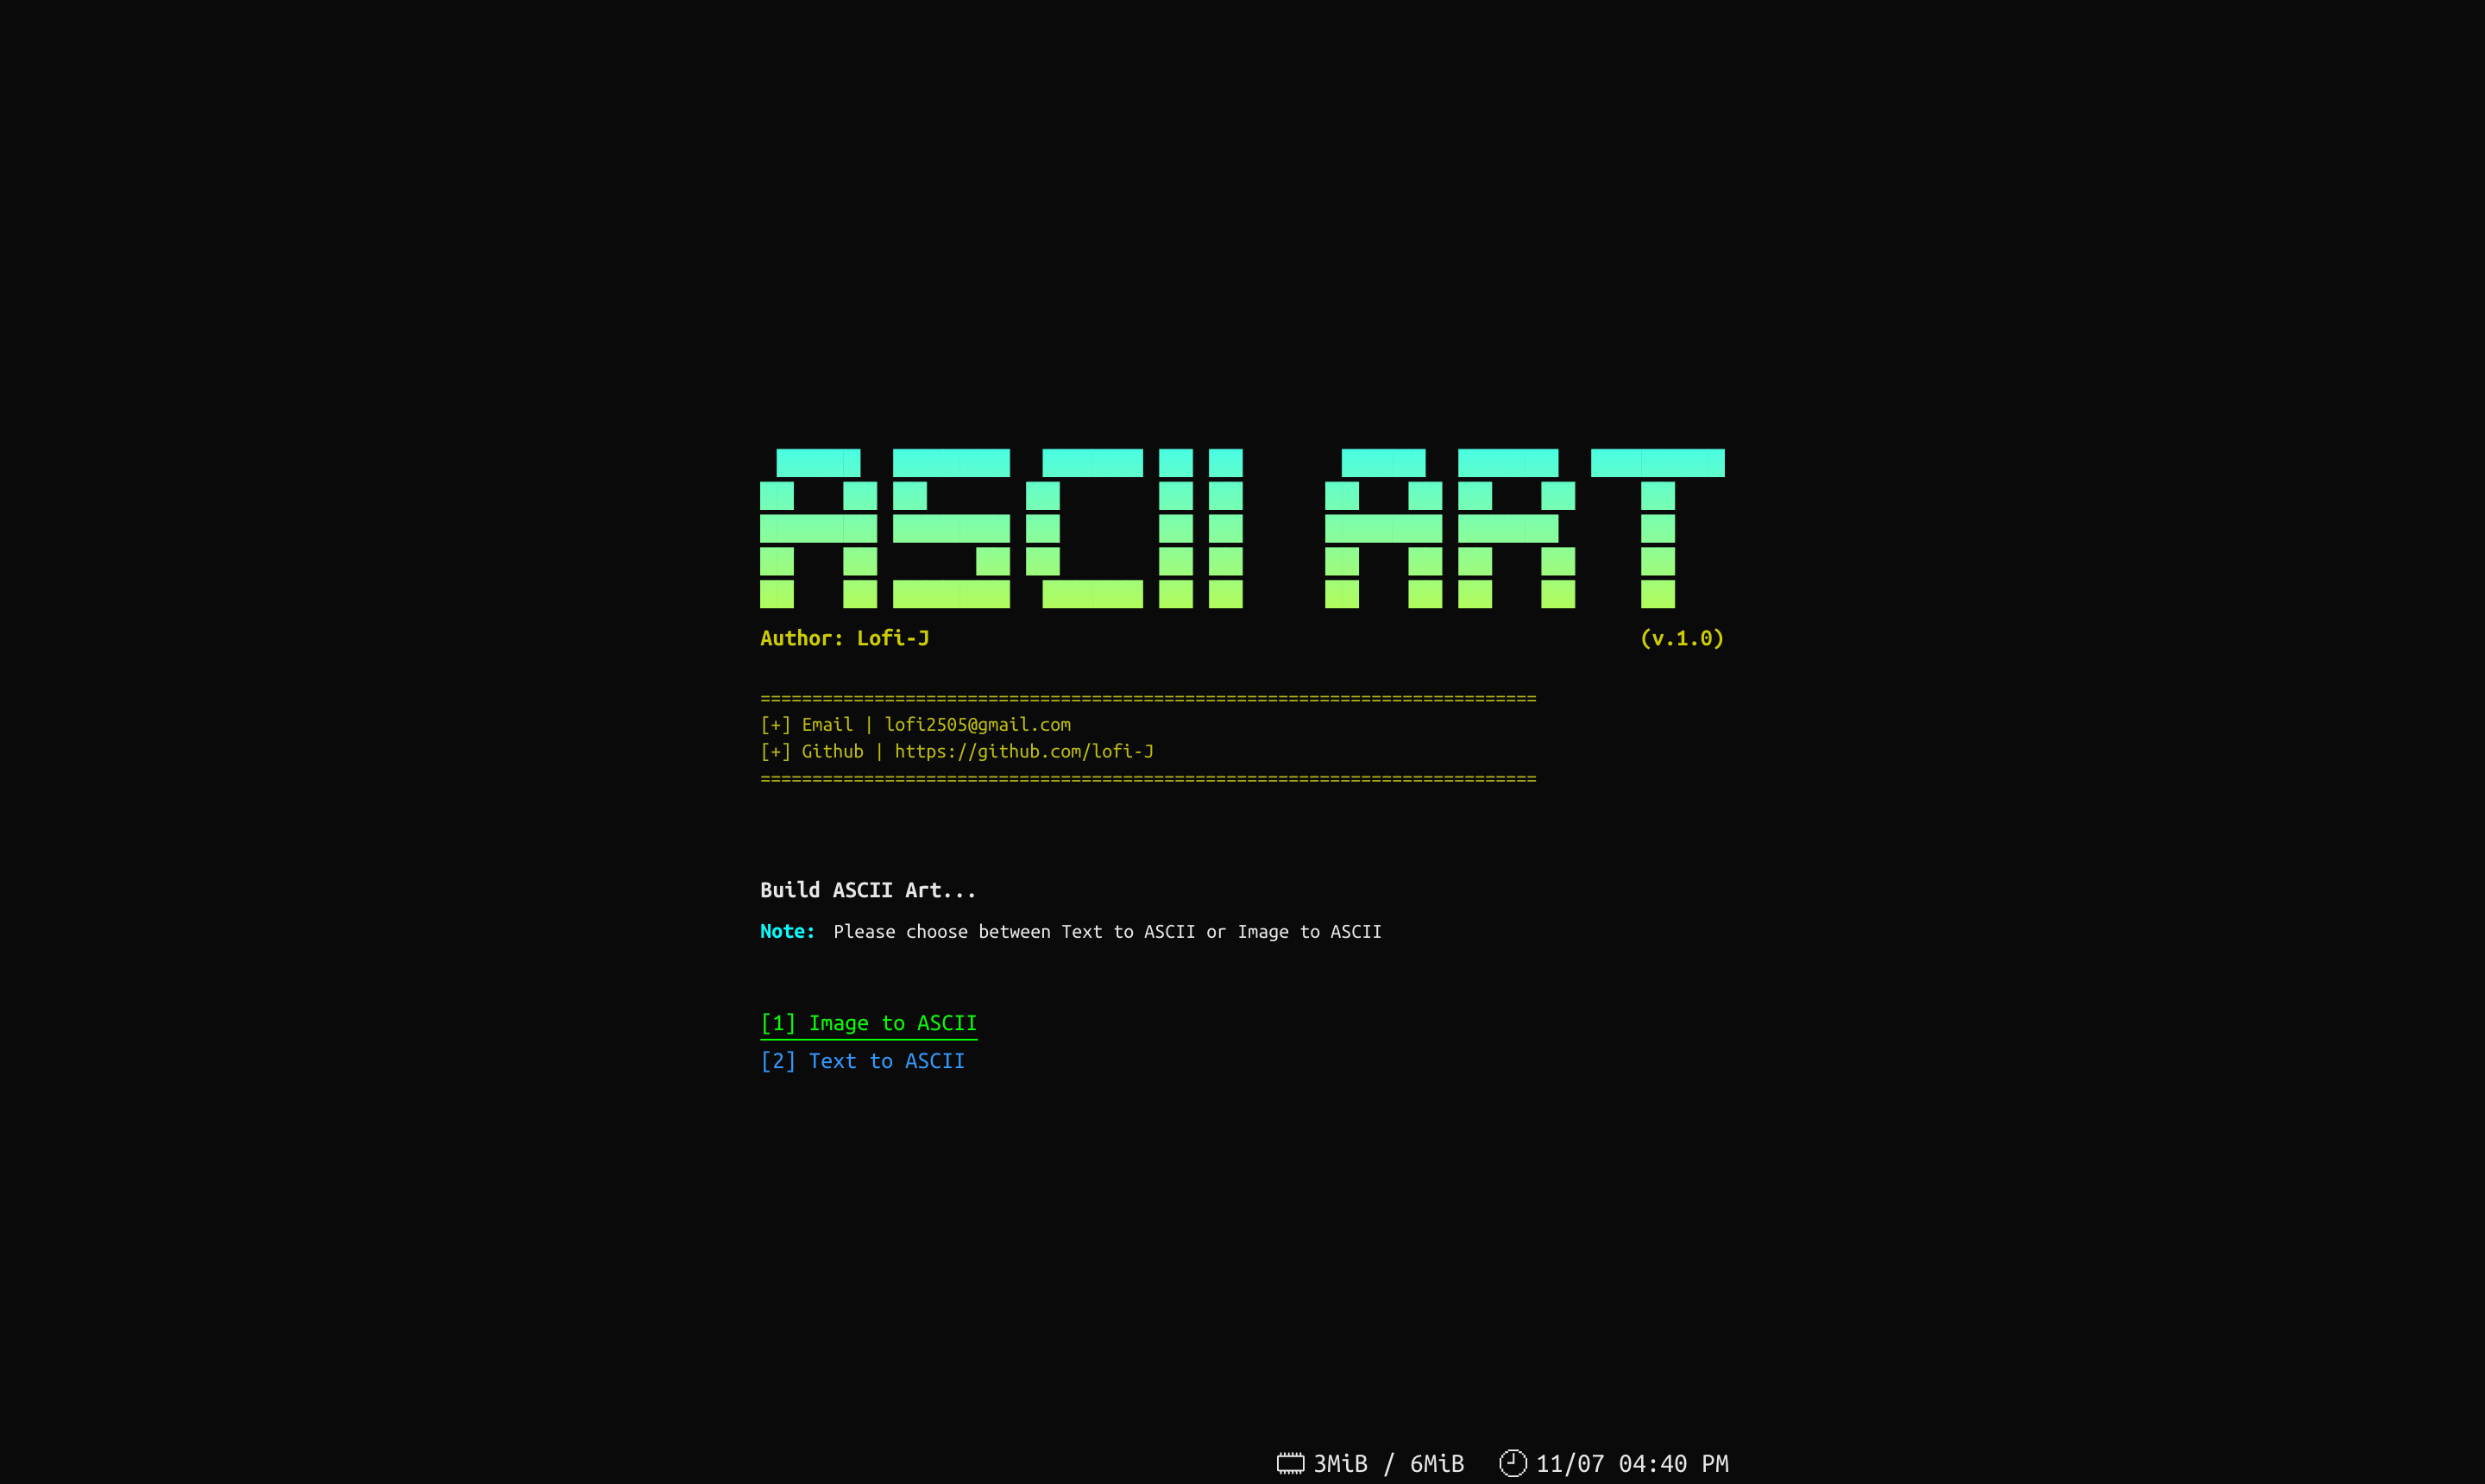 ASCII ART
Author: Lofi-J (v.1.0)
===========================================================================
[+] Email | lofi2505@gmail.com
[+] Github | https://github.com/lofi-J
===========================================================================
Build ASCII Art...
Note: Please choose between Text to ASCII or Image to ASCII
[1] Image to ASCII
[2] Text to ASCII
3MiB / 6MiB 11/07 04:40 PM